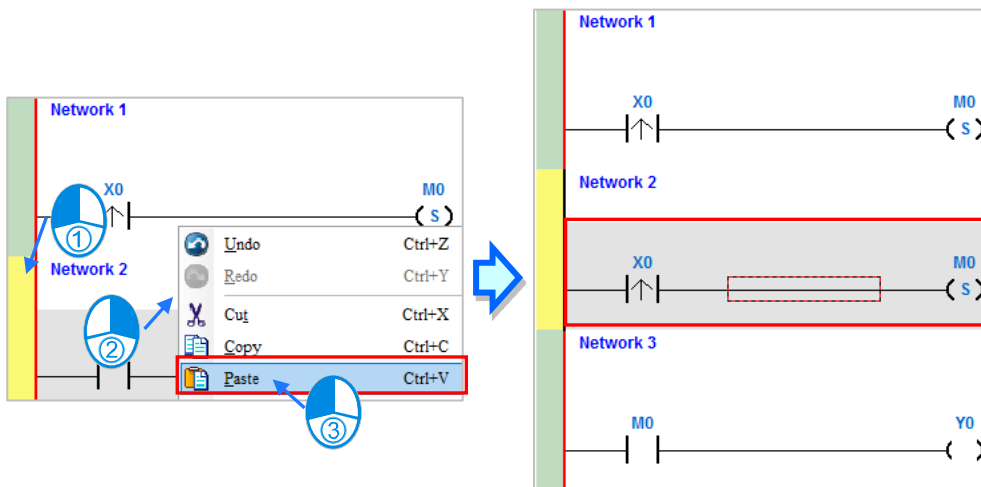 Network 1
X0 M0
S
①
Network 2
Undo Ctrl+Z
Redo Ctrl+Y
Cut Ctrl+X
②
Copy Ctrl+C
Paste Ctrl+V
③
Network 1
X0 M0
S
Network 2
X0 M0
S
Network 3
M0 Y0